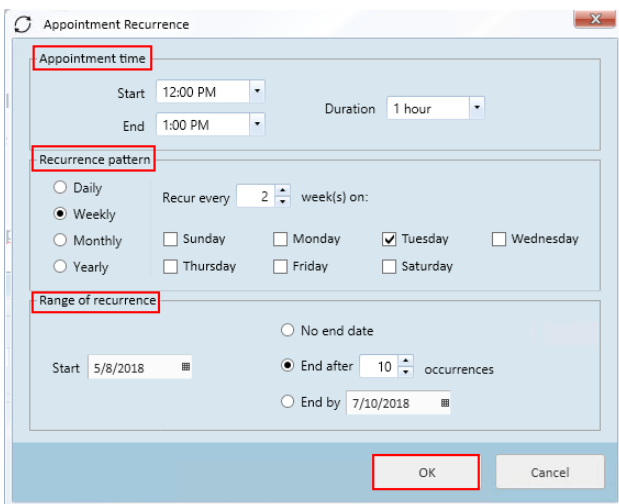 Appointment Recurrence
Appointment time
Start 12:00 PM
Duration 1 hour
End 1:00 PM
Recurrence pattern
Daily
Recur every 2 week(s) on:
Weekly
Monthly Sunday Monday Tuesday Wednesday
Yearly Thursday Friday Saturday
Range of recurrence
No end date
Start 5/8/2018 End after 10 occurrences
End by 7/10/2018
OK Cancel